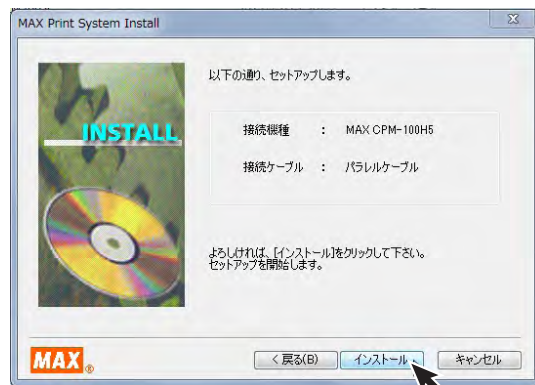 MAX Print System Install
以下の通り、セットアップします。
INSTALL
接続機種 : MAX CPM-100H5
接続ケーブル : パラレルケーブル
よろしければ、[インストール]をクリックして下さい。
セットアップを開始します。
MAX®
< 戻る(B)
インストール
キャンセル